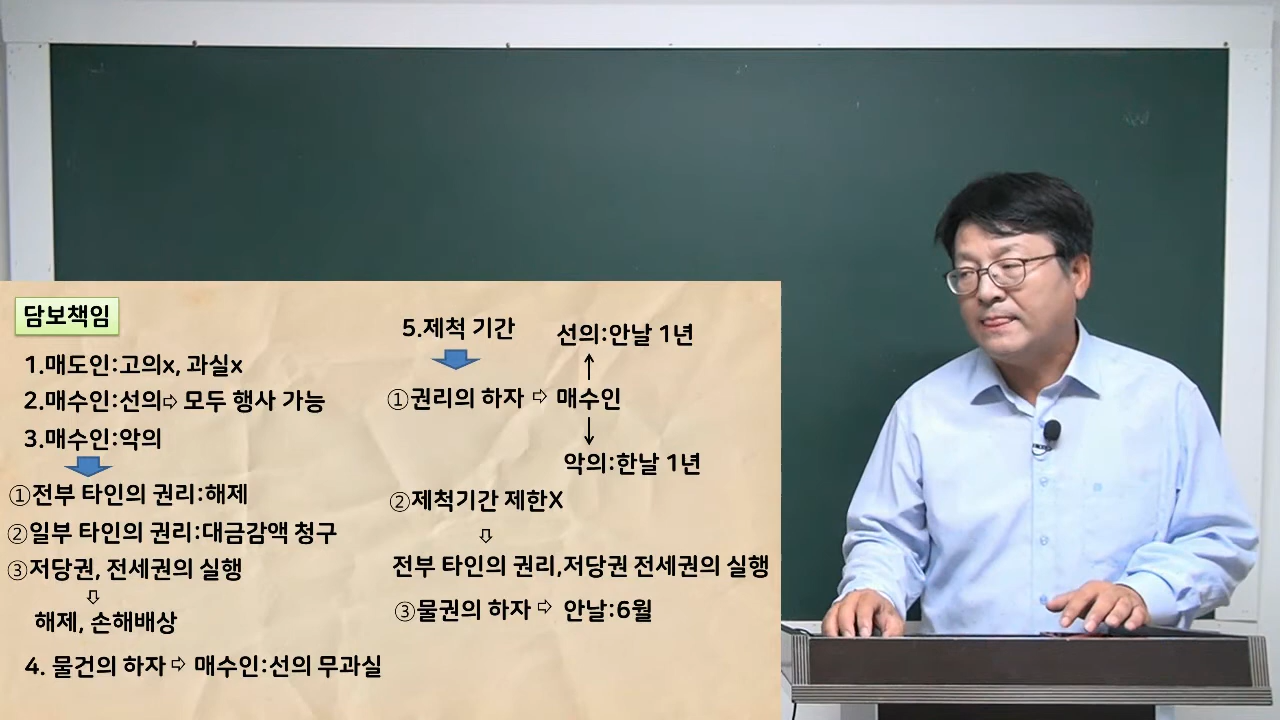 담보책임
1.매도인:고의x, 과실x
2.매수인:선의⇨ 모두 행사 가능
3.매수인:악의
①전부 타인의 권리:해제
②일부 타인의 권리:대금감액 청구
③저당권, 전세권의 실행
⇩
해제, 손해배상
4. 물건의 하자⇨ 매수인:선의 무과실
5.제척 기간
선의:안날 1년
↑
①권리의 하자 ⇨ 매수인
↓
악의:한날 1년
②제척기간 제한X
⇩
전부 타인의 권리,저당권 전세권의 실행
③물권의 하자 ⇨ 안날:6월